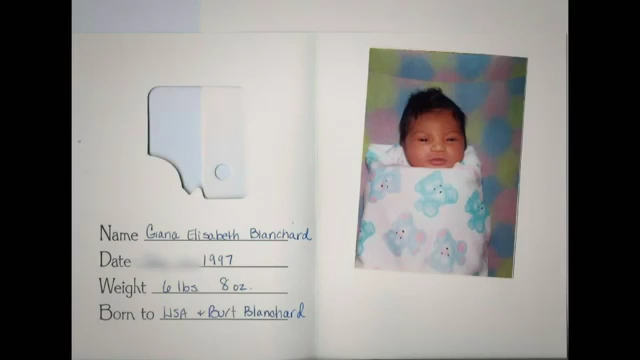 Name Giana Elisabeth Blanchard
Date 1997
Weight 6 lbs 8 oz.
Born to Lisa + Burt Blanchard